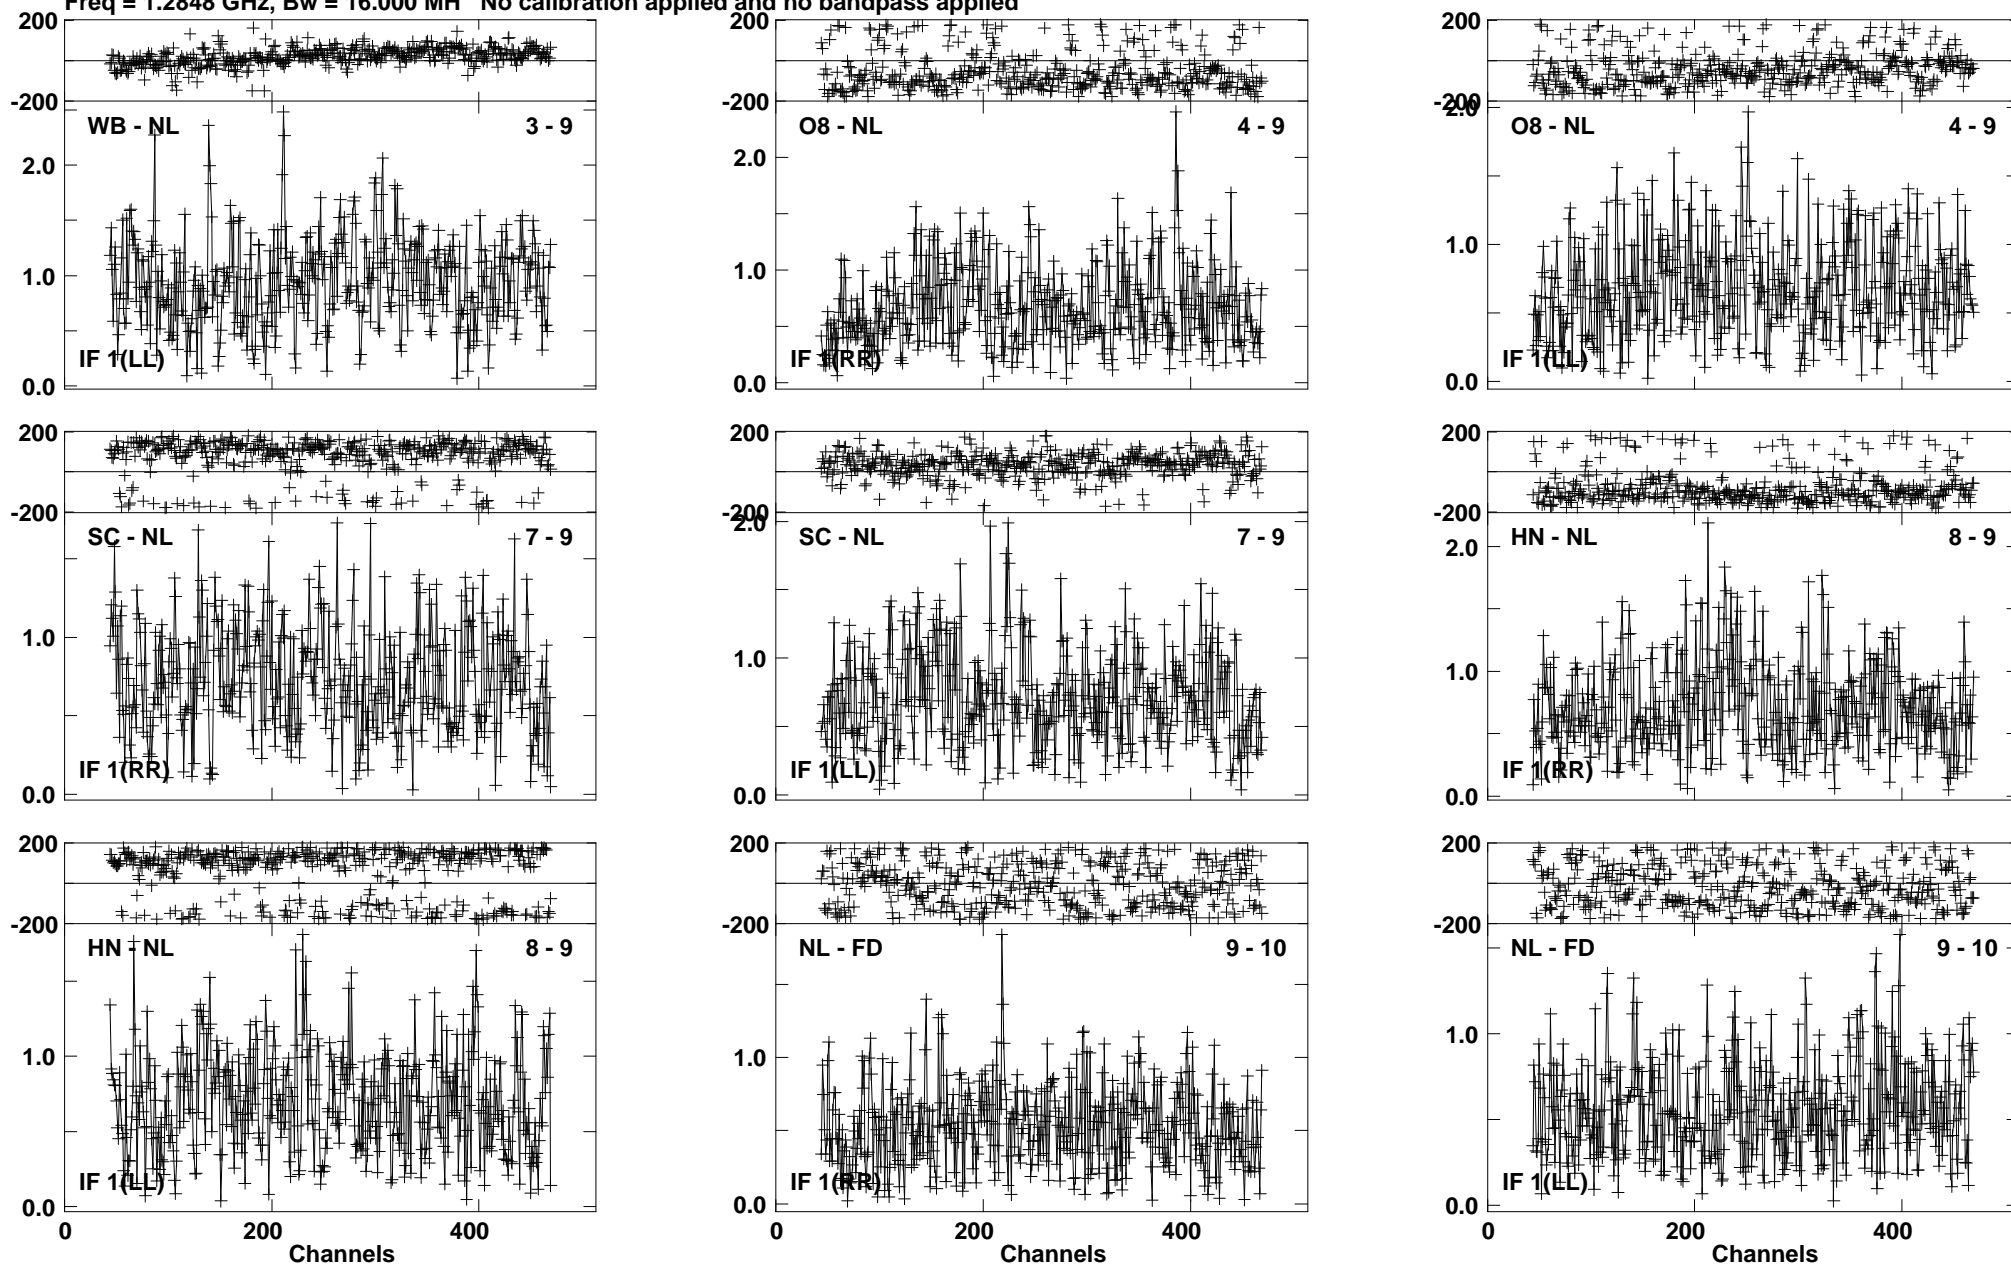 Freq = 1.2848 GHz, Bw = 16.000 MH No calibration applied and no bandpass applied
200
-200
WB - NL 3 - 9
2.0
1.0
0.0
IF 1(LL)
200
-200
O8 - NL 4 - 9
2.0
1.0
0.0
IF 1(RR)
200
-200
2.0
O8 - NL 4 - 9
1.0
0.0
IF 1(LL)
200
-200
SC - NL 7 - 9
1.0
0.0
IF 1(RR)
200
-200
2.0
SC - NL 7 - 9
1.0
0.0
IF 1(LL)
200
-200
HN - NL 8 - 9
2.0
1.0
0.0
IF 1(RR)
200
-200
HN - NL 8 - 9
1.0
0.0
IF 1(LL)
0 200 400
Channels
200
-200
NL - FD 9 - 10
1.0
0.0
IF 1(RR)
0 200 400
Channels
200
-200
NL - FD 9 - 10
1.0
0.0
IF 1(LL)
0 200 400
Channels